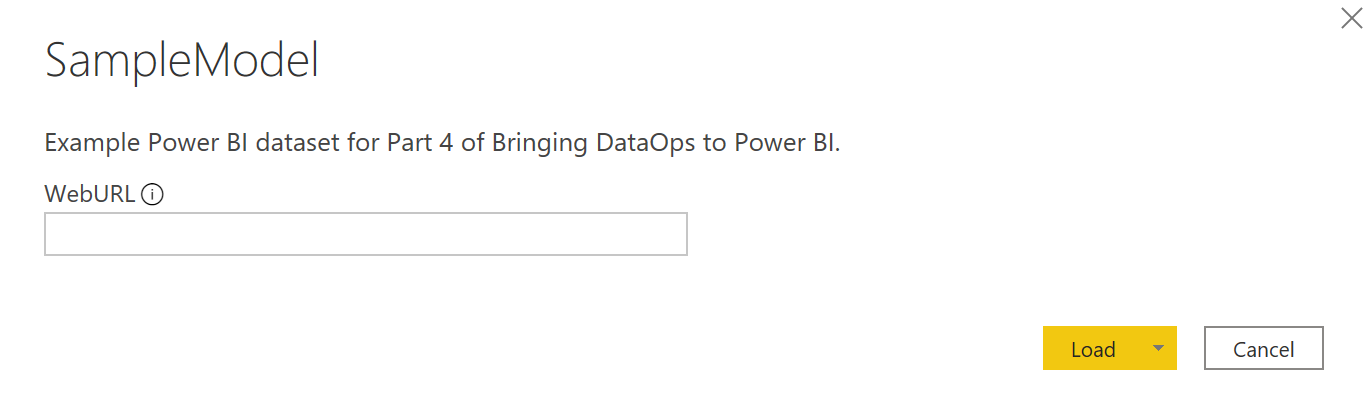 SampleModel
Example Power BI dataset for Part 4 of Bringing DataOps to Power BI.
WebURL
Load
Cancel